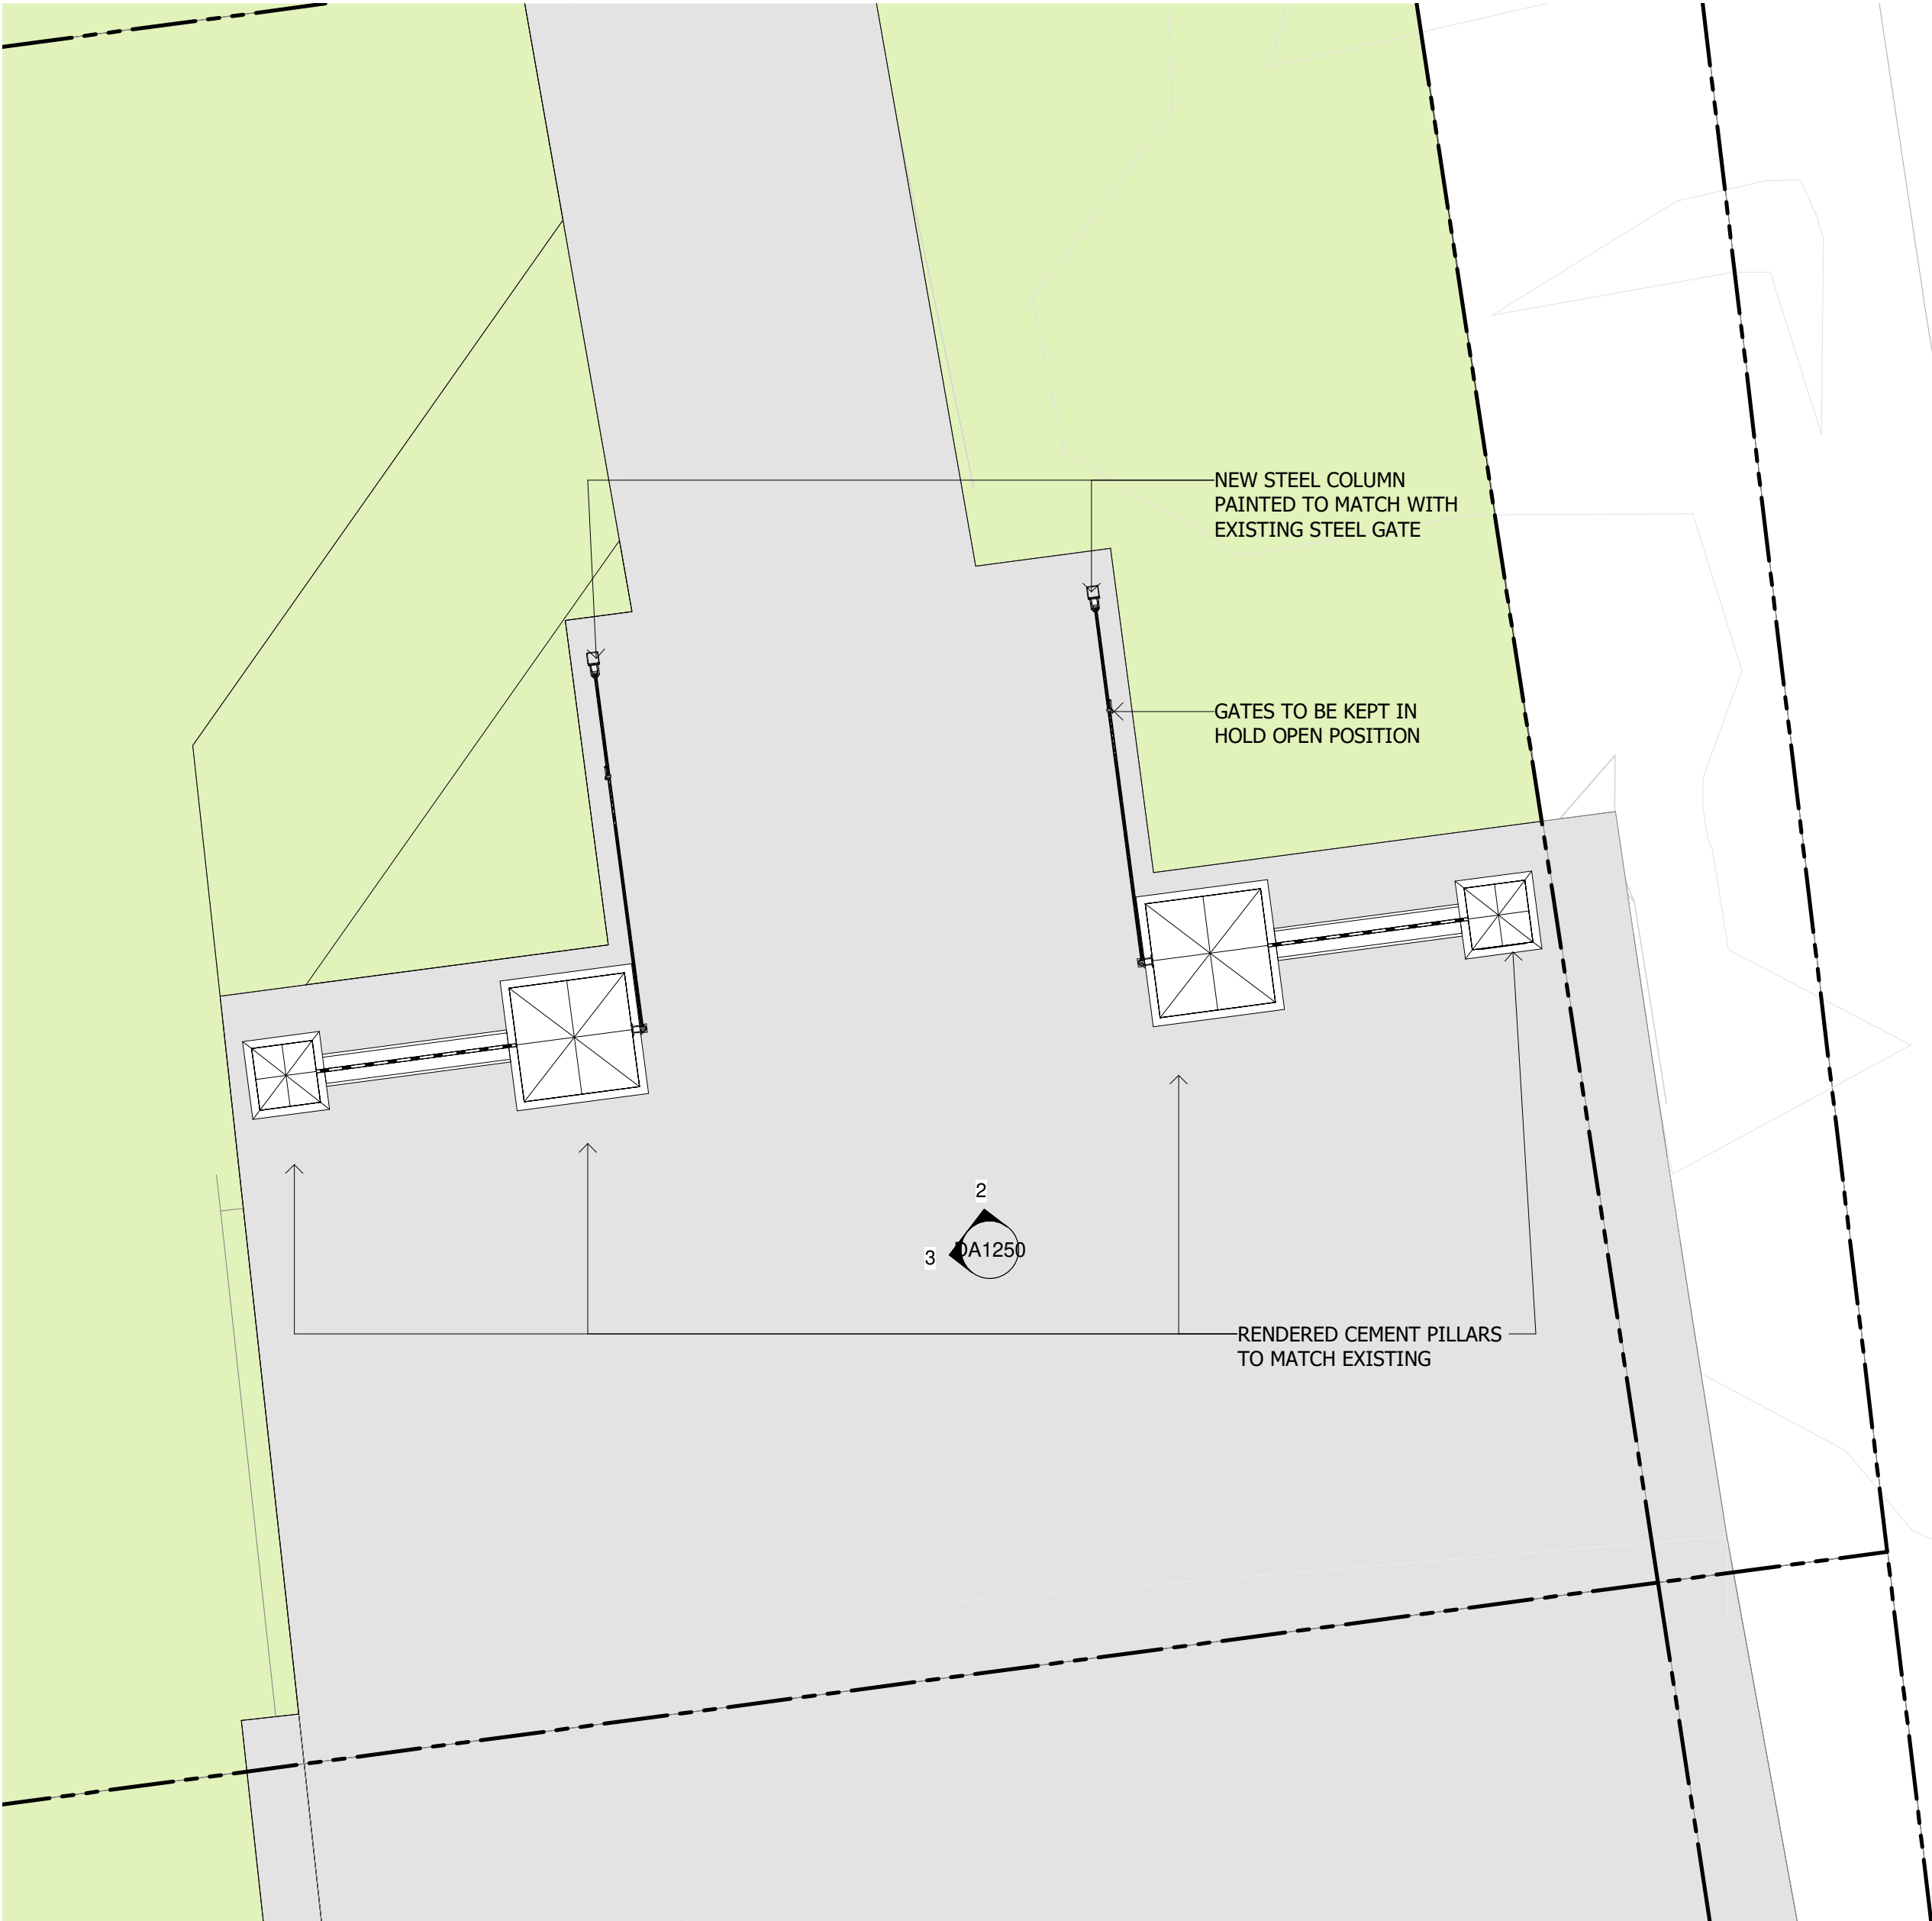 NEW STEEL COLUMN
PAINTED TO MATCH WITH
EXISTING STEEL GATE
GATES TO BE KEPT IN
HOLD OPEN POSITION
2
3
DA1250
RENDERED CEMENT PILLARS
TO MATCH EXISTING